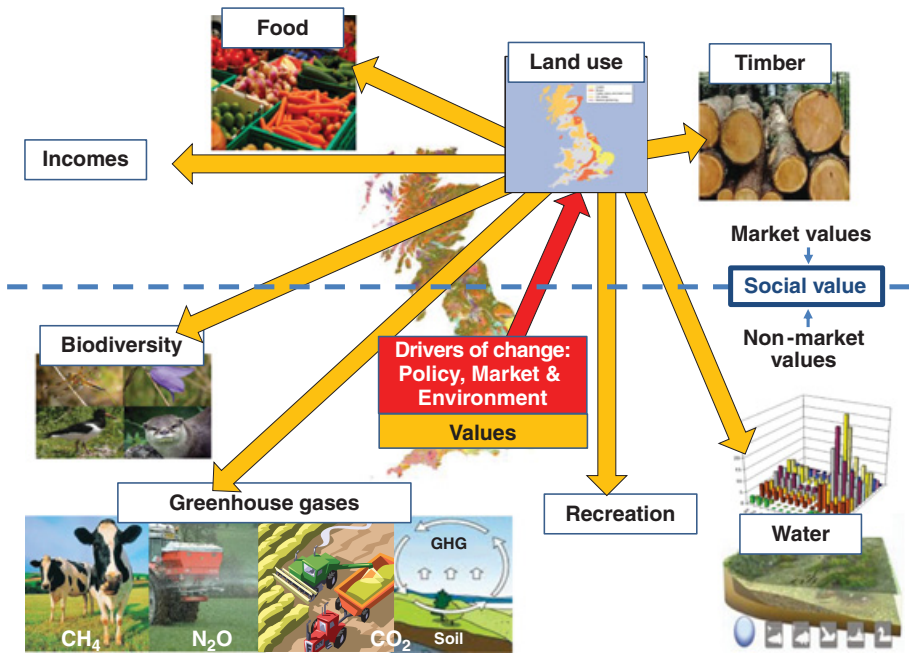 Food
Land use
Timber
Incomes
Market values
Social value
Non-market
values
Biodiversity
Drivers of change:
Policy, Market &
Environment
Values
Greenhouse gases
Recreation
Water
GHG
CH4
N2O
CO2
Soil